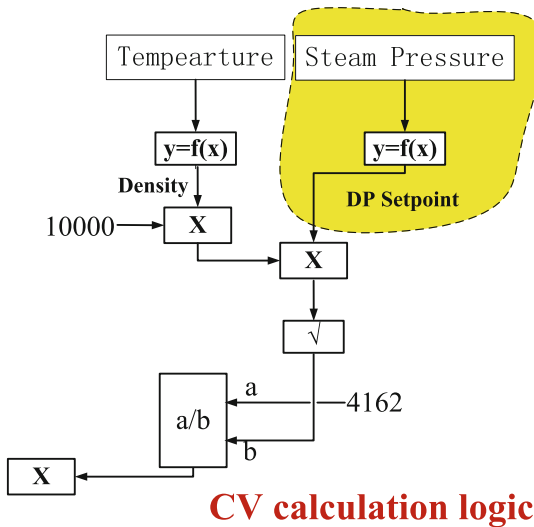 Tempearture
Steam Pressure
y=f(x)
y=f(x)
Density
DP Setpoint
10000
X
X
√
a
4162
a/b
b
X
CV calculation logic